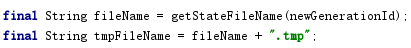 final String fileName = getStateFileName(newGenerationId);
final String tmpFileName = fileName + ".tmp";